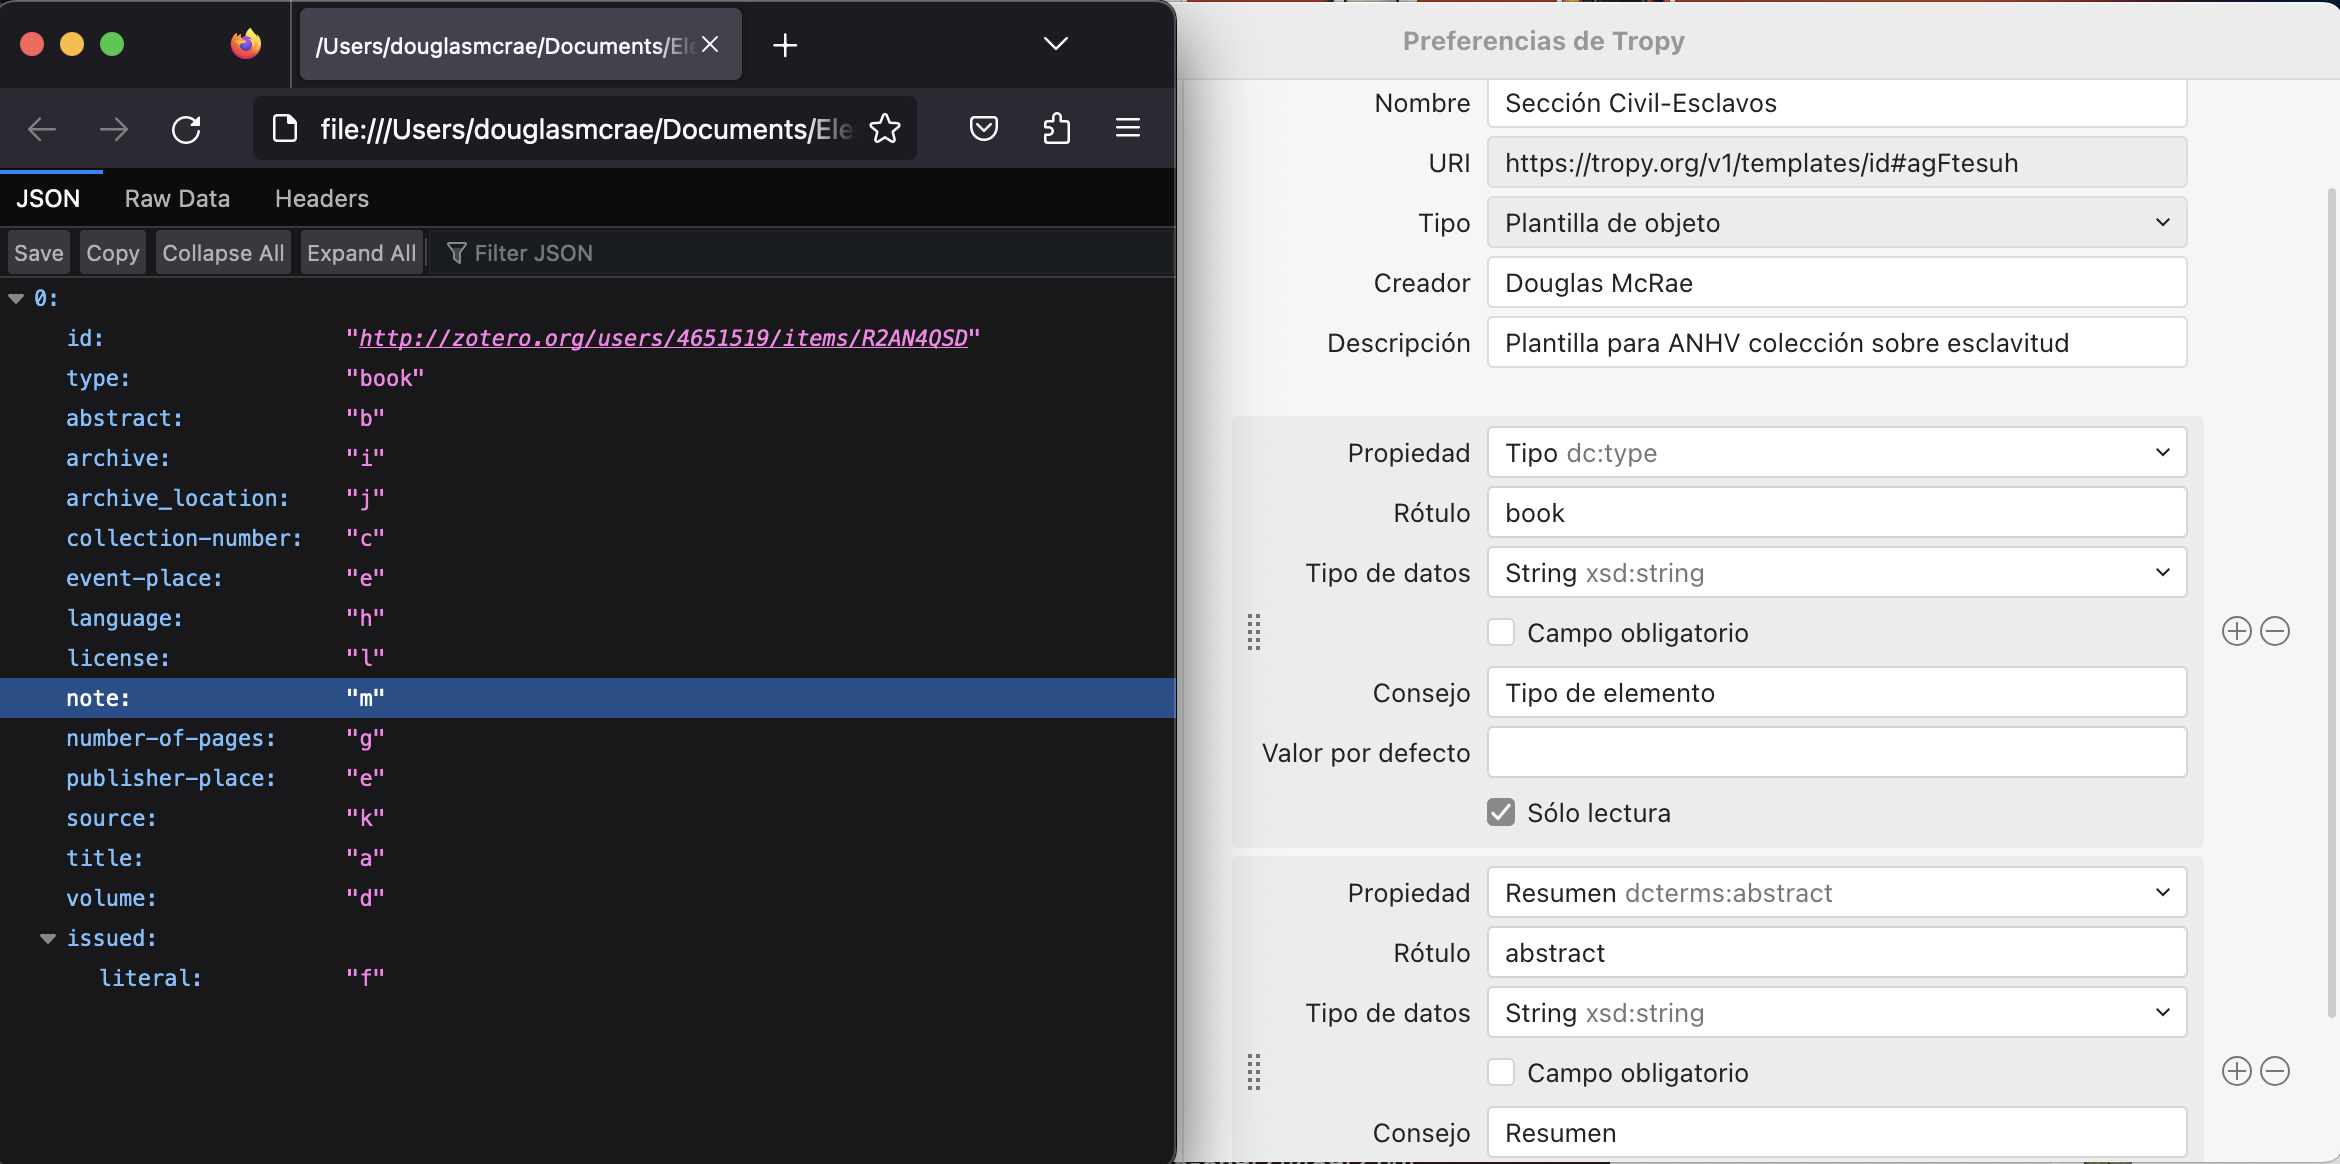 /Users/douglasmcrae/Documents/Ele
file:///Users/douglasmcrae/Documents/Ele
JSON Raw Data Headers
Save Copy Collapse All Expand All Filter JSON
0:
id: "http://zotero.org/users/4651519/items/R2AN4QSD"
type: "book"
abstract: "b"
archive: "i"
archive_location: "j"
collection-number: "c"
event-place: "e"
language: "h"
license: "l"
note: "m"
number-of-pages: "g"
publisher-place: "e"
source: "k"
title: "a"
volume: "d"
issued:
literal: "f"
Preferencias de Tropy
Nombre Sección Civil-Esclavos
URI https://tropy.org/v1/templates/id#agFtesuh
Tipo Plantilla de objeto
Creador Douglas McRae
Descripción Plantilla para ANHV colección sobre esclavitud
Propiedad Tipo dc:type
Rótulo book
Tipo de datos String xsd:string
Campo obligatorio
Consejo Tipo de elemento
Valor por defecto
Sólo lectura
Propiedad Resumen dcterms:abstract
Rótulo abstract
Tipo de datos String xsd:string
Campo obligatorio
Consejo Resumen